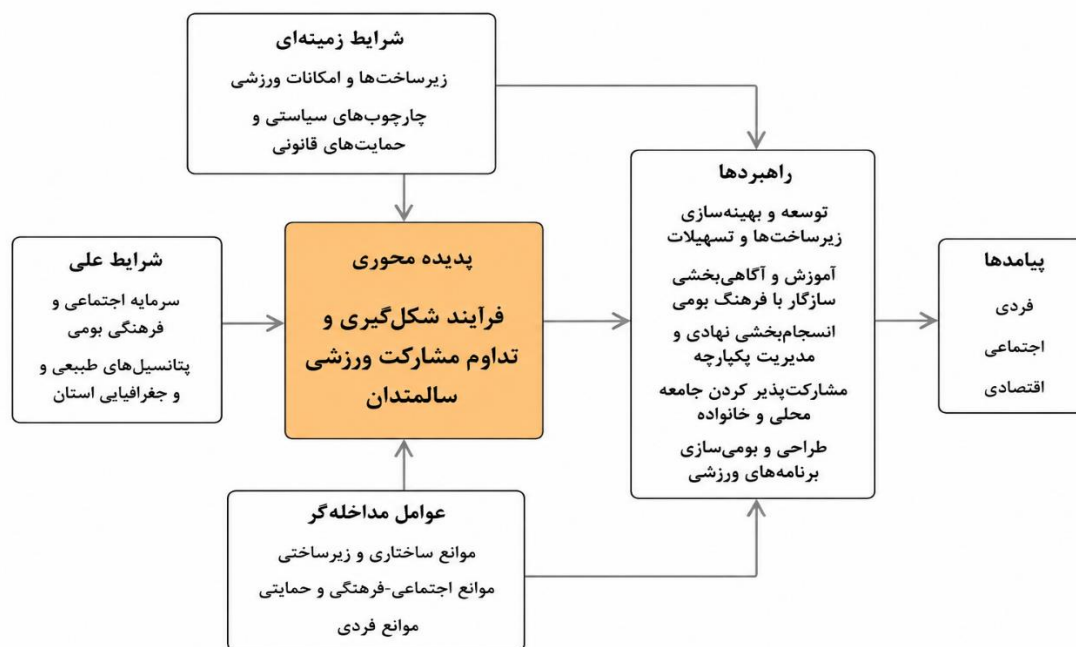 شرایط زمینه‌ای
زیرساخت‌ها و امکانات ورزشی
چارچوب‌های سیاستی و
حمایت‌های قانونی
راهبردها
توسعه و بهینه‌سازی
زیرساخت‌ها و تسهیلات
آموزش و آگاهی‌بخشی
سازگار با فرهنگ بومی
انسجام‌بخشی نهادی و
مدیریت پکپارچه
مشارکت‌پذیر کردن جامعه
محلی و خانواده
طراحی و بومی‌سازی
برنامه‌های ورزشی
شرایط علی
سرمایه اجتماعی و
فرهنگی بومی
پتانسیل‌های طبیعی و
و جغرافیایی استان
پدیده محوری
فرآیند شکل‌گیری و
تداوم مشارکت ورزشی
سالمتدان
پیامدها
فردی
اجتماعی
اقتصادی
عوامل مداخله‌گر
موانع ساختاری و زیرساختی
موانع اجتماعی-فرهتگی و حمایتی
موانع فردی